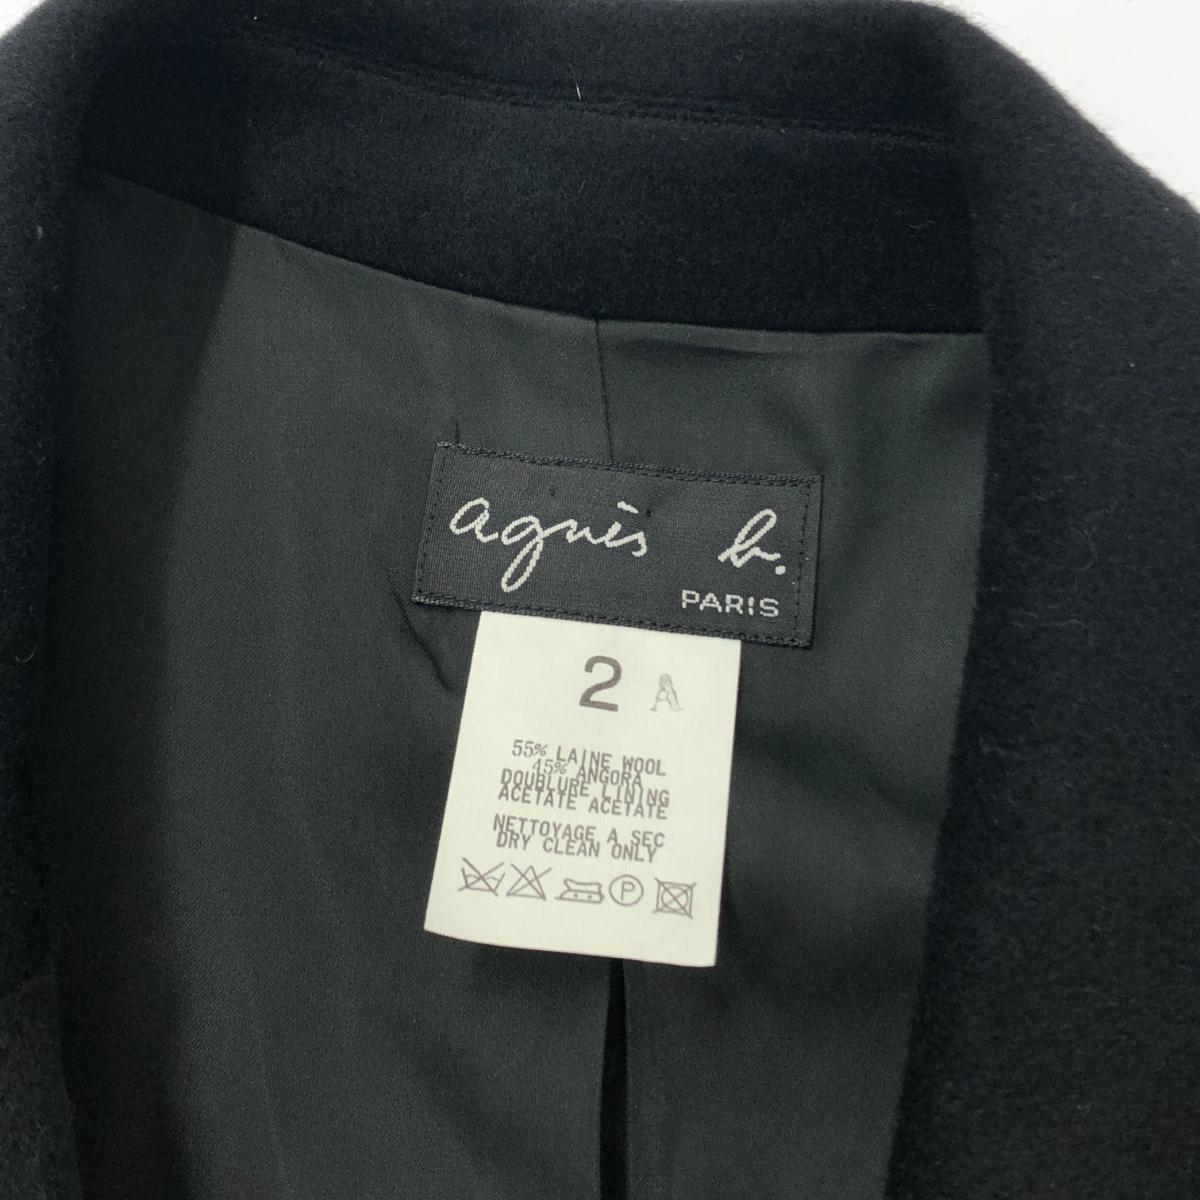 agnès b.
PARIS
2 A
55% LAINE WOOL
45% ANGORA
DOUBLURE LINING
ACETATE ACETATE
NETTOYAGE A SEC
DRY CLEAN ONLY
P